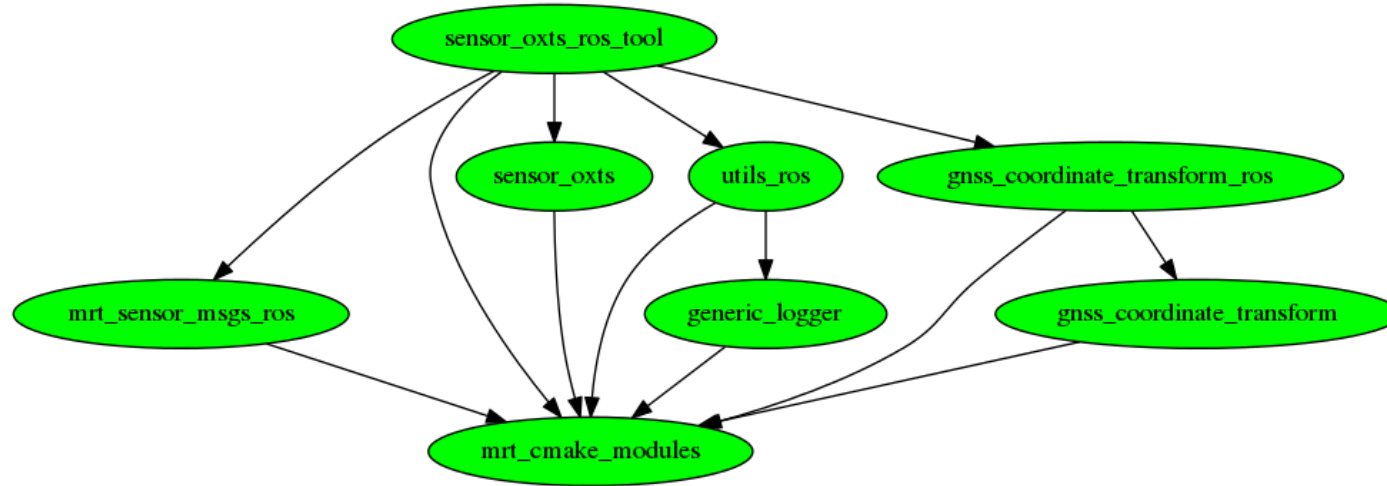 sensor_oxts_ros_tool
sensor_oxts
utils_ros
gnss_coordinate_transform_ros
mrt_sensor_msgs_ros
generic_logger
gnss_coordinate_transform
mrt_cmake_modules